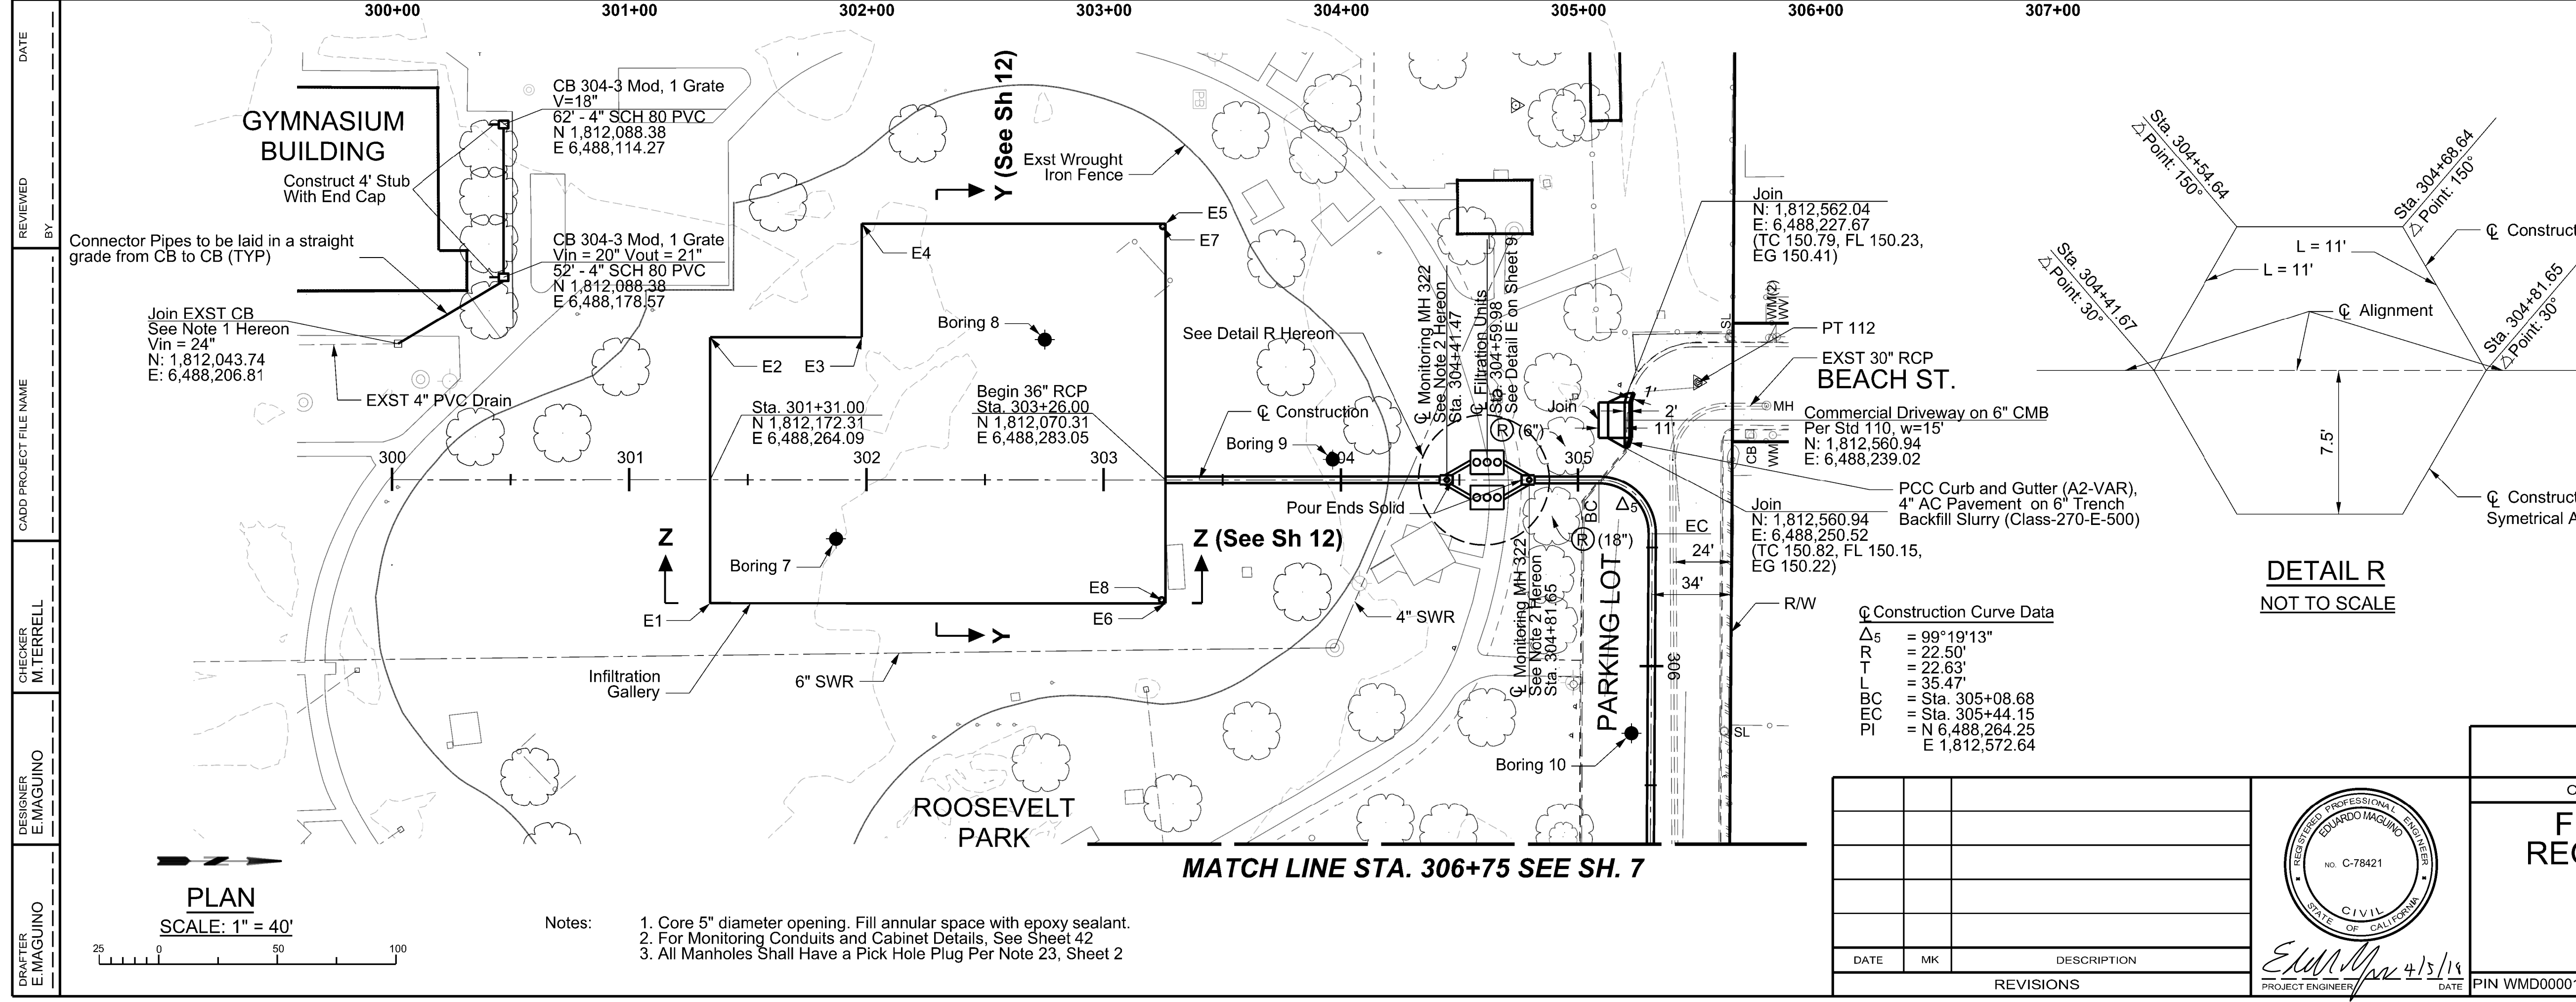 300+00 301+00 302+00 303+00 304+00 305+00 306+00 307+00
DATE
REVIEWED
BY
CADD PROJECT FILE NAME
CHECKER
M.TERRELL
DESIGNER
E.MAGUINO
DRAFTER
E.MAGUINO
GYMNASIUM
BUILDING
Construct 4' Stub
With End Cap
CB 304-3 Mod, 1 Grate
V=18"
62' - 4" SCH 80 PVC
N 1,812,088.38
E 6,488,114.27
Connector Pipes to be laid in a straight
grade from CB to CB (TYP)
CB 304-3 Mod, 1 Grate
Vin = 20" Vout = 21"
52' - 4" SCH 80 PVC
N 1,812,088.38
E 6,488,178.57
Join EXST CB
See Note 1 Hereon
Vin = 24"
N: 1,812,043.74
E: 6,488,206.81
EXST 4" PVC Drain
Y (See Sh 12)
Exst Wrought
Iron Fence
E5
E7
E4
E2
E3
Boring 8
Sta. 301+31.00
N 1,812,172.31
E 6,488,264.09
Begin 36" RCP
Sta. 303+26.00
N 1,812,070.31
E 6,488,283.05
300
301
302
303
304
305
306
See Detail R Hereon
℄ Construction
Boring 9
℄ Monitoring MH 322
See Note 2 Hereon
Sta. 304+41.47
℄ Filtration Units
Sta. 304+59.98
See Detail E on Sheet 9
PB
R (6")
Join
1'
2'
11'
Pour Ends Solid
BC
△5
EC
R (18")
24'
34'
Z
Z (See Sh 12)
Boring 7
E8
E1
E6
Y
Infiltration
Gallery
6" SWR
4" SWR
℄ Monitoring MH 322
See Note 2 Hereon
Sta. 304+81.65
PARKING LOT
Boring 10
ROOSEVELT
PARK
Join
N: 1,812,562.04
E: 6,488,227.67
(TC 150.79, FL 150.23,
EG 150.41)
SL
WM(2)
WV
PT 112
EXST 30" RCP
BEACH ST.
MH
CB
WM
Commercial Driveway on 6" CMB
Per Std 110, w=15'
N: 1,812,560.94
E: 6,488,239.02
PCC Curb and Gutter (A2-VAR),
4" AC Pavement on 6" Trench
Backfill Slurry (Class-270-E-500)
Join
N: 1,812,560.94
E: 6,488,250.52
(TC 150.82, FL 150.15,
EG 150.22)
R/W
SL
℄ Construction Curve Data
△5 = 99°19'13"
R = 22.50'
T = 22.63'
L = 35.47'
BC = Sta. 305+08.68
EC = Sta. 305+44.15
PI = N 6,488,264.25
E 1,812,572.64
Sta. 304+54.64
△ Point: 150°
Sta. 304+68.64
△ Point: 150°
Sta. 304+41.67
△ Point: 30°
Sta. 304+81.65
△ Point: 30°
L = 11'
L = 11'
℄ Alignment
7.5'
℄ Construct
℄ Construct
Symetrical A
DETAIL R
NOT TO SCALE
MATCH LINE STA. 306+75 SEE SH. 7
PLAN
SCALE: 1" = 40'
25 0 50 100
Notes: 1. Core 5" diameter opening. Fill annular space with epoxy sealant.
2. For Monitoring Conduits and Cabinet Details, See Sheet 42
3. All Manholes Shall Have a Pick Hole Plug Per Note 23, Sheet 2
DATE MK DESCRIPTION
REVISIONS
REGISTERED PROFESSIONAL ENGINEER
EDUARDO MAGUINO
NO. C-78421
CIVIL
STATE OF CALIFORNIA
4/5/18
PROJECT ENGINEER DATE
F
REC
PIN WMD0000